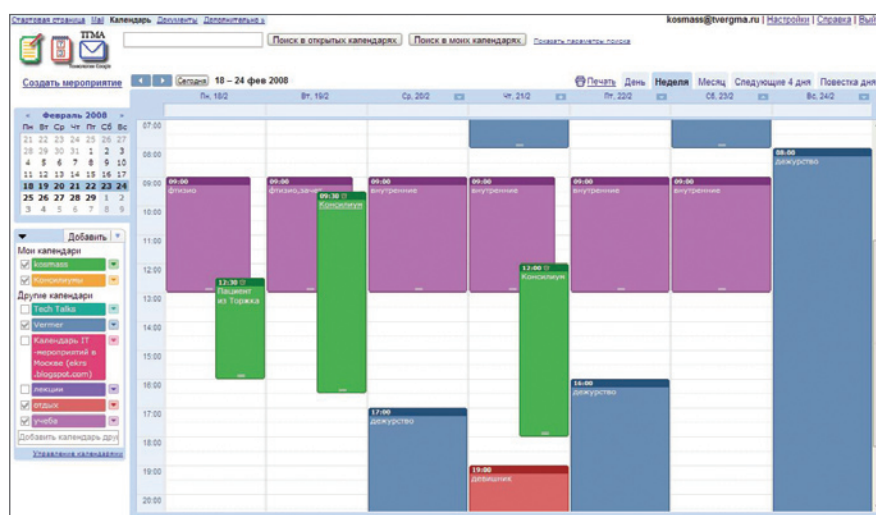 Стартовая страница Mail Календарь Документы Дополнительно »
kosmass@tvergma.ru | Настройки | Справка | Вый
ТГМА
Технологии Google
Поиск в открытых календарях
Поиск в моих календарях
Показать параметры поиска
Создать мероприятие
Сегодня 18 – 24 фев 2008
Печать День Неделя Месяц Следующие 4 дня Повестка дня
Пн, 18/2 Вт, 19/2 Ср, 20/2 Чт, 21/2 Пт, 22/2 Сб, 23/2 Вс, 24/2
« Февраль 2008 »
Пн Вт Ср Чт Пт Сб Вс
21 22 23 24 25 26 27
28 29 30 31 1 2 3
4 5 6 7 8 9 10
11 12 13 14 15 16 17
18 19 20 21 22 23 24
25 26 27 28 29 1 2
3 4 5 6 7 8 9
Добавить
Мои календари
kosmass
Консилиумы
Другие календари
Tech Talks
Vermer
Календарь IT
-мероприятий в
Москве (ekro
.blogspot.com)
лекции
отдых
учеба
Добавить календарь друг
Управление календарями
07:00
08:00
09:00
10:00
11:00
12:00
13:00
14:00
15:00
16:00
17:00
18:00
19:00
20:00
09:00
фтизио
12:30
Пациент
из Торжка
09:00
фтизио,зачет
09:30
Консилиум
09:00
внутренние
17:00
дежурство
09:00
внутренние
12:00
Консилиум
19:00
девишник
09:00
внутренние
16:00
дежурство
09:00
внутренние
08:00
дежурство